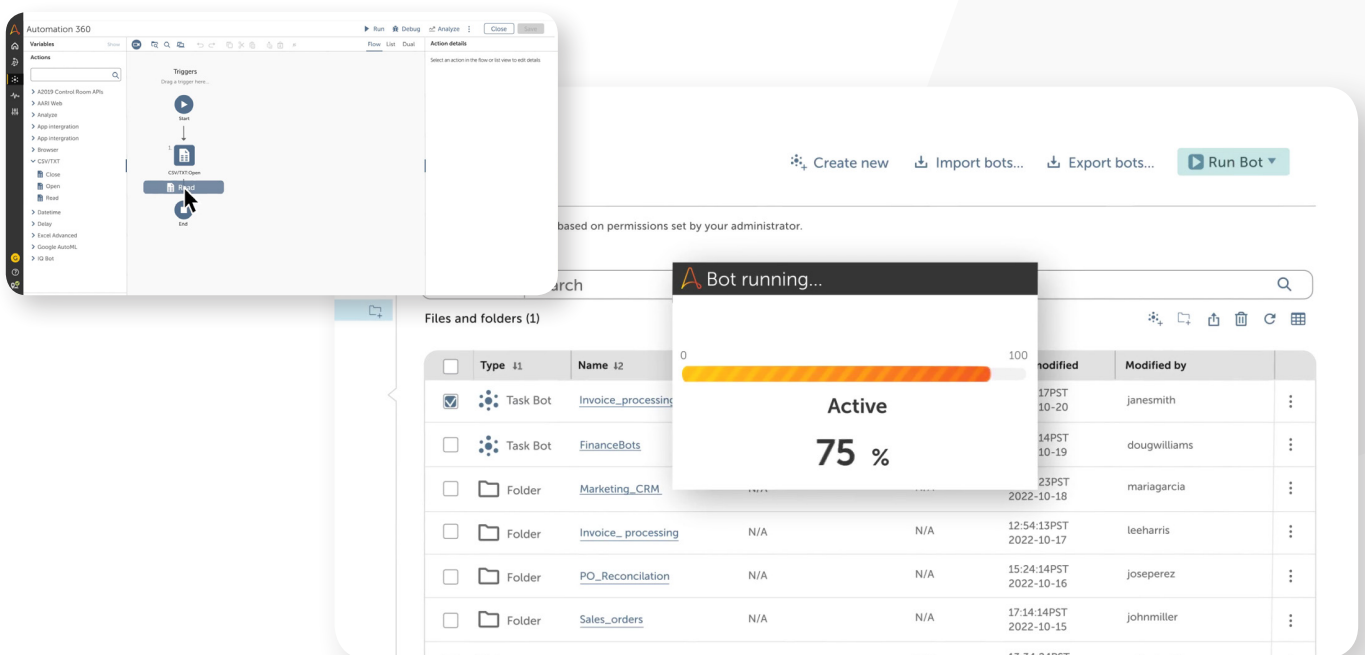 Automation 360
Run Debug Analyze Close Save
Variables Show Flow List Dual Action details
Actions
Select an action in the flow or list view to edit details
Triggers
Drag a trigger here...
A2019 Control Room APIs
AARI Web
Analyze
App intergration
App intergration
Browser
CSV/TXT
Close
Open
Read
Datetime
Delay
Excel Advanced
Google AutoML
IQ Bot
Start
1.
CSV/TXT:Open
Read
End
Create new Import bots... Export bots... Run Bot
based on permissions set by your administrator.
Files and folders (1)
Type ↓1 Name ↓2 Modified by
Task Bot Invoice_processing 17PST 10-20 janesmith
Task Bot FinanceBots 14PST 10-19 dougwilliams
Folder Marketing_CRM 23PST 2022-10-18 mariagarcia
Folder Invoice_ processing N/A N/A 12:54:13PST 2022-10-17 leeharris
Folder PO_Reconcilation N/A N/A 15:24:14PST 2022-10-16 joseperez
Folder Sales_orders N/A N/A 17:14:14PST 2022-10-15 johnmiller
Bot running...
0 100
Active
75 %